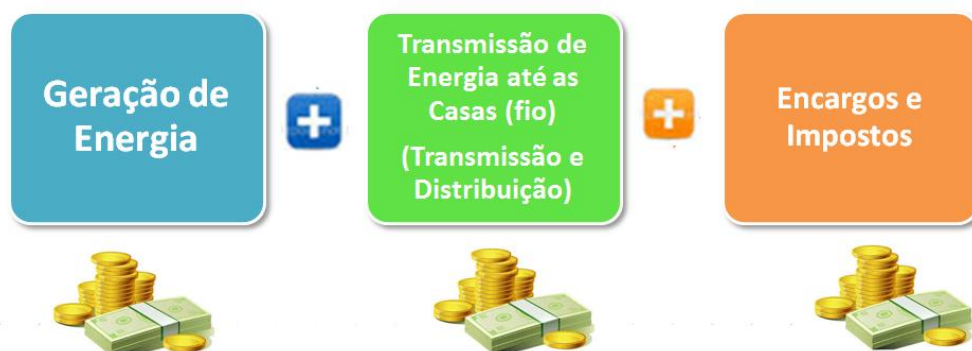 Geração de
Energia
Transmissão de
Energia até as
Casas (fio)
(Transmissão e
Distribuição)
Encargos e
Impostos